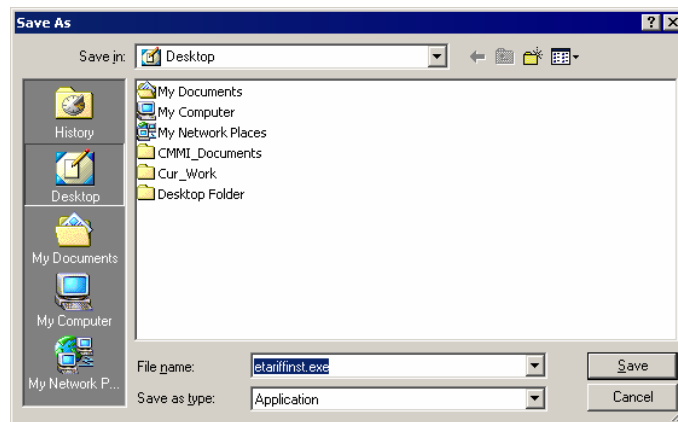 Save As
Save in: Desktop
History
Desktop
My Documents
My Computer
My Network P...
My Documents
My Computer
My Network Places
CMMI_Documents
Cur_Work
Desktop Folder
File name: etariffinst.exe Save
Save as type: Application Cancel